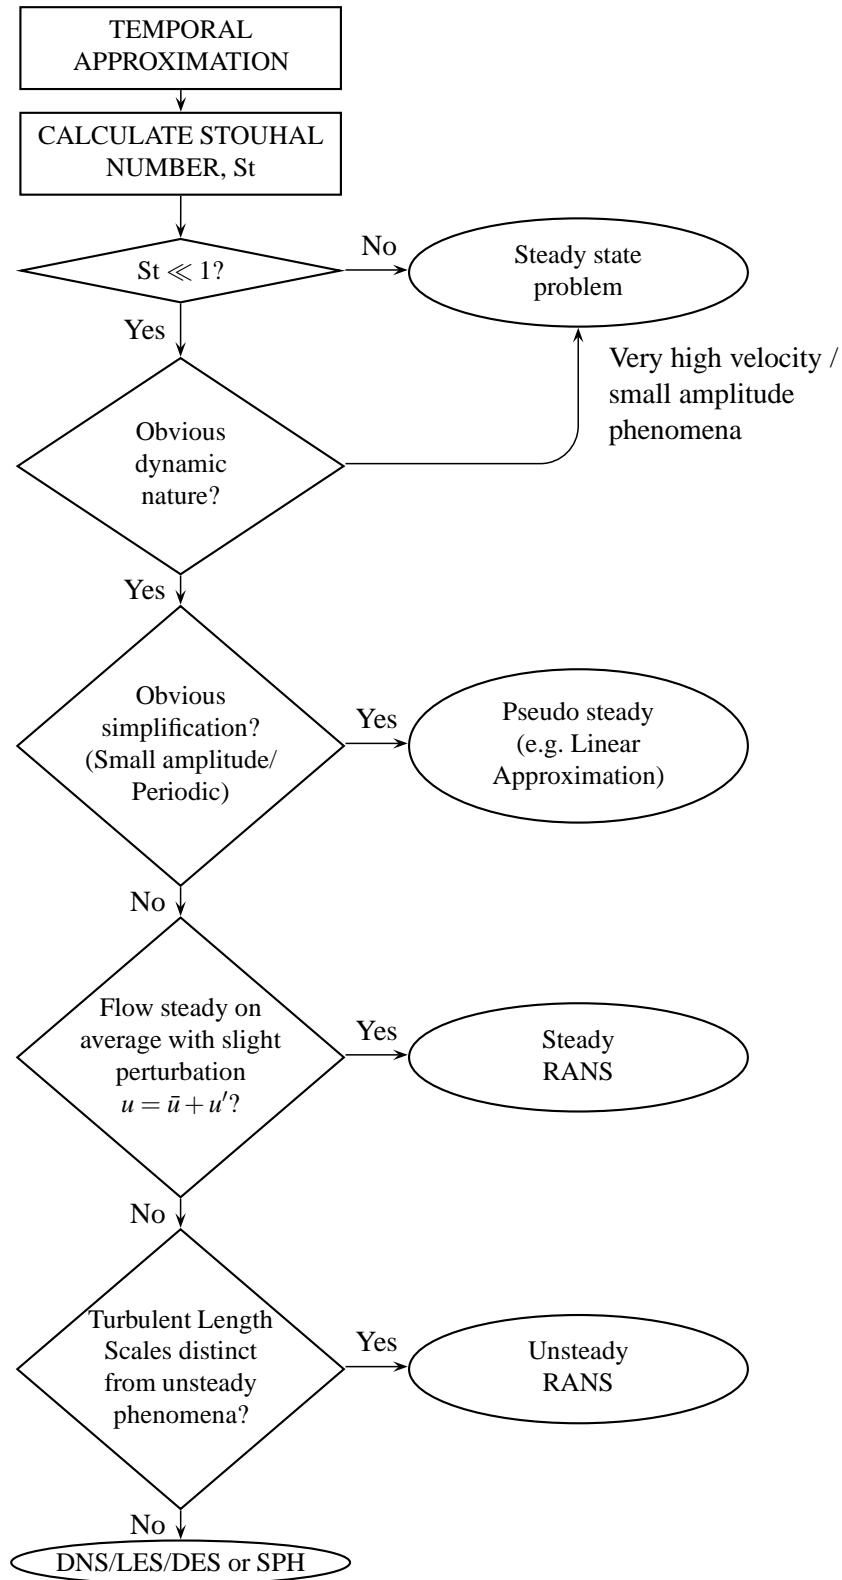 TEMPORAL
APPROXIMATION
CALCULATE STOUHAL
NUMBER, St
St ≪ 1?
No
Steady state
problem
Yes
Very high velocity /
small amplitude
phenomena
Obvious
dynamic
nature?
Yes
Obvious
simplification?
(Small amplitude/
Periodic)
Yes
Pseudo steady
(e.g. Linear
Approximation)
No
Flow steady on
average with slight
perturbation
u = ū + u′?
Yes
Steady
RANS
No
Turbulent Length
Scales distinct
from unsteady
phenomena?
Yes
Unsteady
RANS
No
DNS/LES/DES or SPH